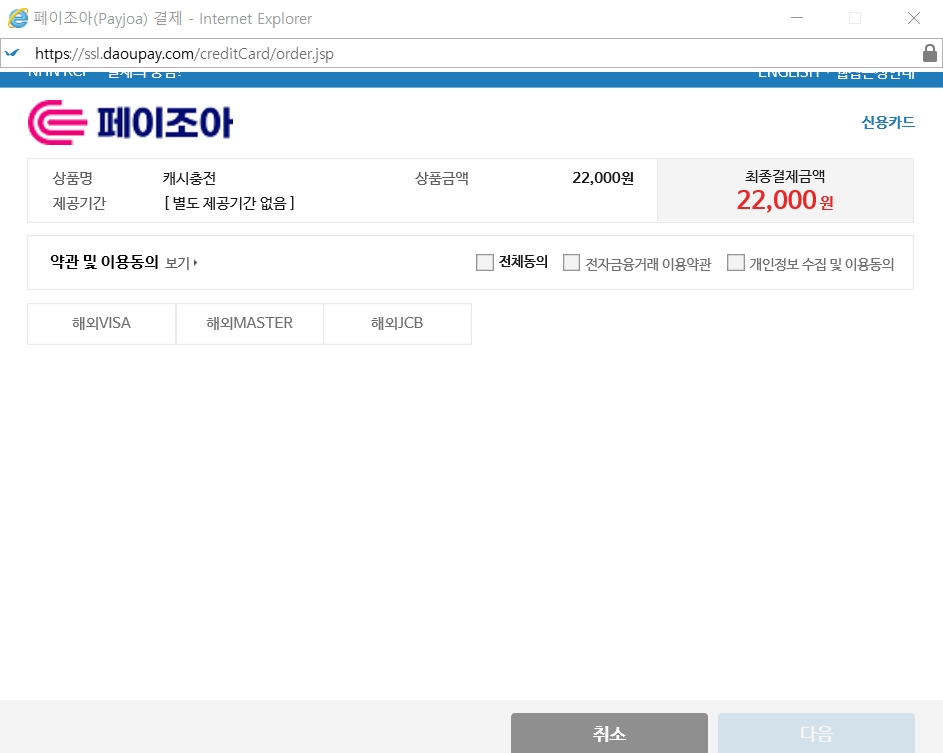 페이조아(Payjoa) 결제 - Internet Explorer
https://ssl.daoupay.com/creditCard/order.jsp
NHN KCP 결제의 중심! ENGLISH
페이조아 신용카드
상품명 캐시충전 상품금액 22,000원 최종결제금액
제공기간 [ 별도 제공기간 없음 ] 22,000 원
약관 및 이용동의 보기 전체동의 전자금융거래 이용약관 개인정보 수집 및 이용동의
해외VISA 해외MASTER 해외JCB
취소 다음